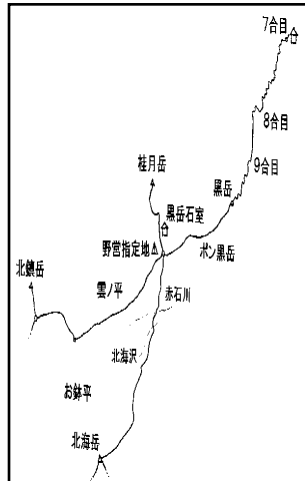 7合目
8合目
9合目
桂月岳
黒岳
黒岳石室
野営指定地
ポン黒岳
北鎮岳
雲ノ平
赤石川
北海沢
お鉢平
北海岳